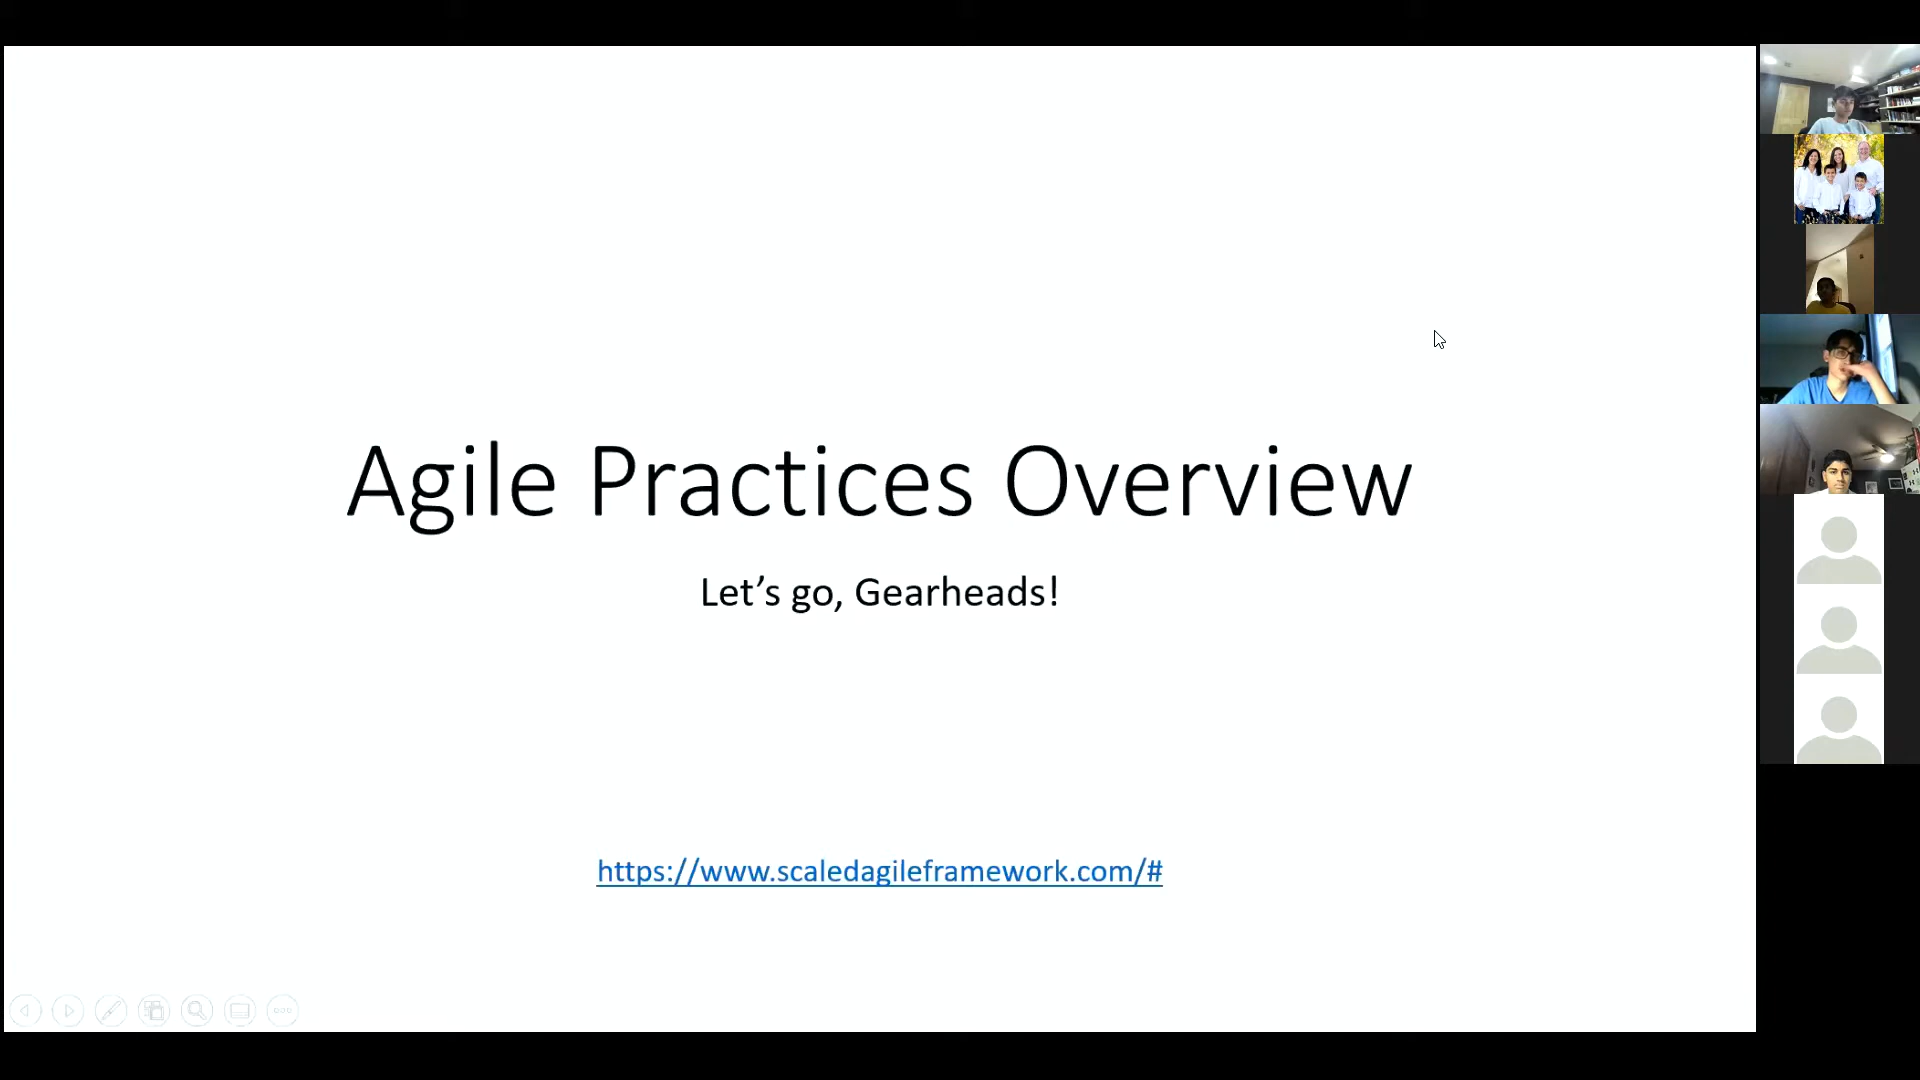 Agile Practices Overview
Let’s go, Gearheads!
https://www.scaledagileframework.com/#